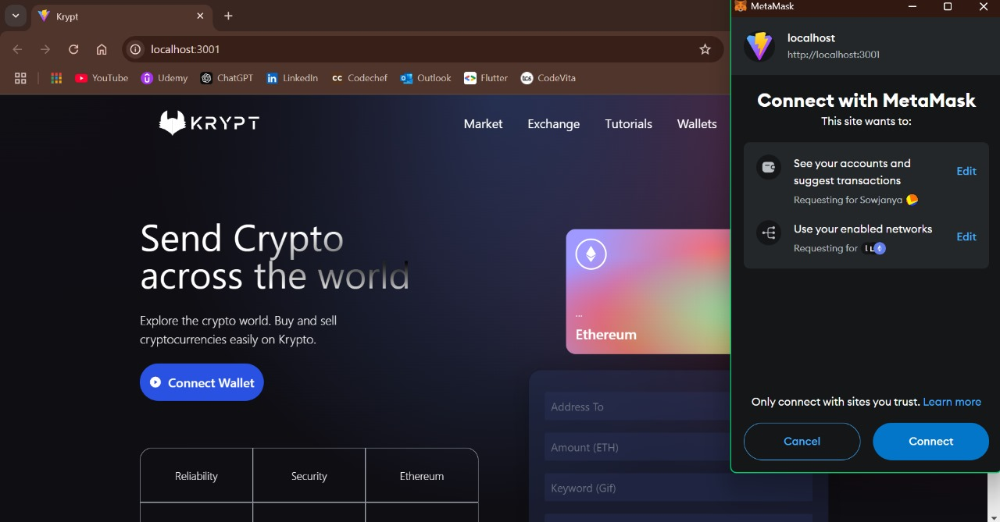 Krypt
localhost:3001
YouTube
Udemy
ChatGPT
LinkedIn
CC Codechef
Outlook
Flutter
tcs CodeVita
KRYPT
Market
Exchange
Tutorials
Wallets
Send Crypto
across the world
Explore the crypto world. Buy and sell
cryptocurrencies easily on Krypto.
Connect Wallet
Reliability
Security
Ethereum
...
Ethereum
Address To
Amount (ETH)
Keyword (Gif)
MetaMask
localhost
http://localhost:3001
Connect with MetaMask
This site wants to:
See your accounts and
suggest transactions
Edit
Requesting for Sowjanya
Use your enabled networks
Edit
Requesting for
Only connect with sites you trust. Learn more
Cancel
Connect